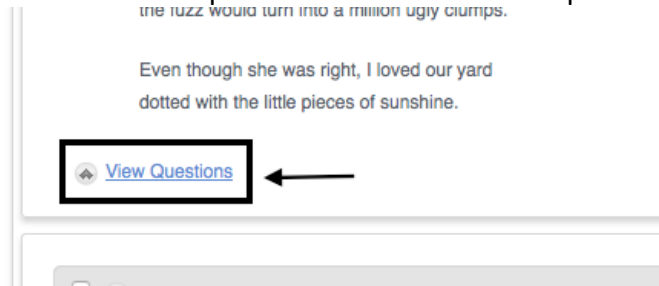 the fuzz would turn into a million ugly clumps.
Even though she was right, I loved our yard
dotted with the little pieces of sunshine.
View Questions